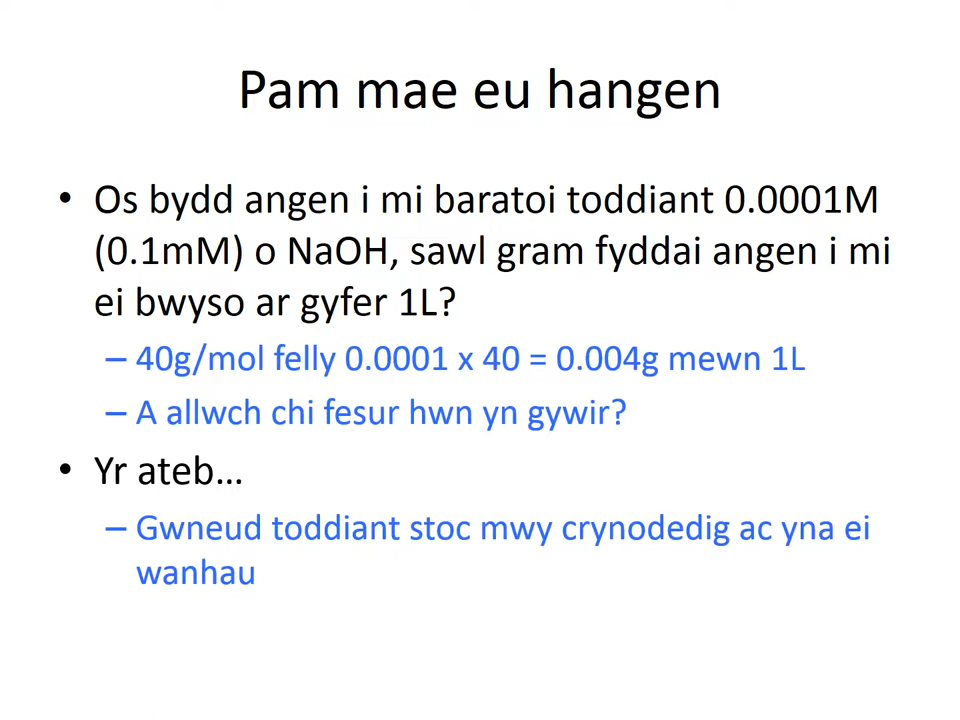 Pam mae eu hangen
• Os bydd angen i mi baratoi toddiant 0.0001M
(0.1mM) o NaOH, sawl gram fyddai angen i mi
ei bwyso ar gyfer 1L?
– 40g/mol felly 0.0001 x 40 = 0.004g mewn 1L
– A allwch chi fesur hwn yn gywir?
• Yr ateb…
– Gwneud toddiant stoc mwy crynodedig ac yna ei
wanhau